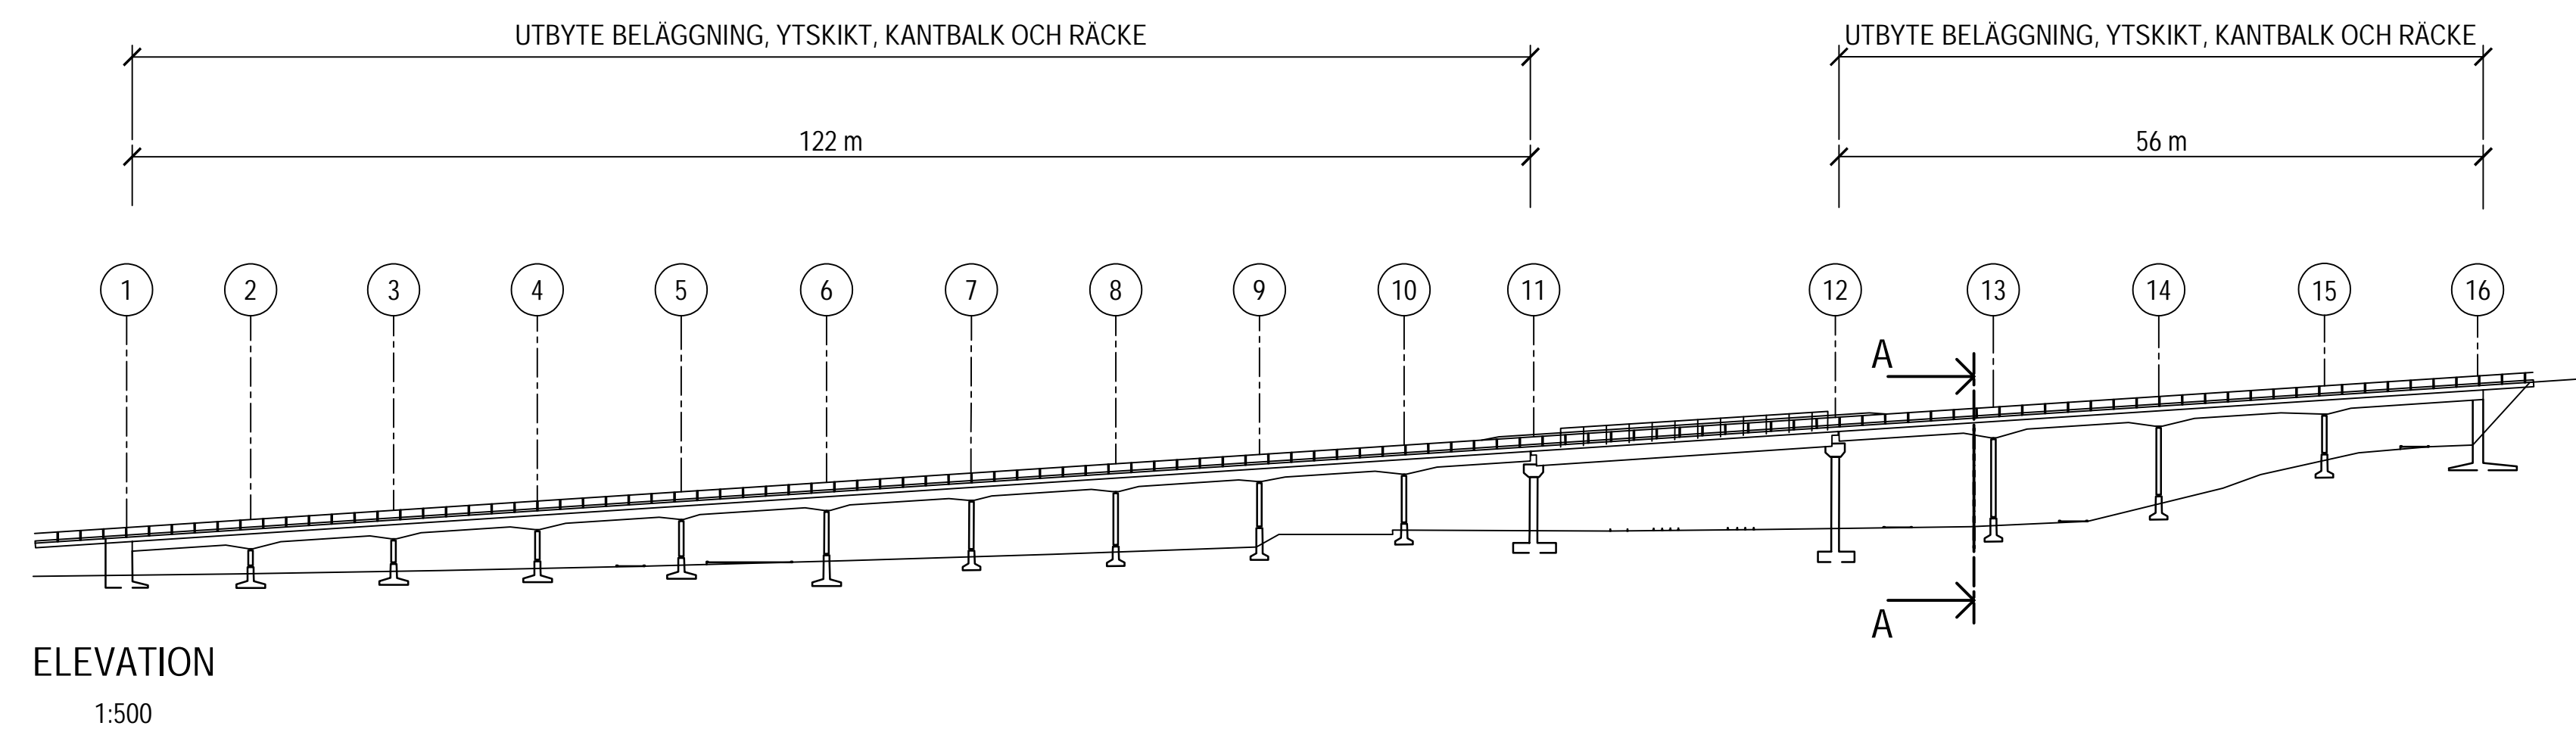 UTBYTE BELÄGGNING, YTSKIKT, KANTBALK OCH RÄCKE
UTBYTE BELÄGGNING, YTSKIKT, KANTBALK OCH RÄCKE
122 m
56 m
1
2
3
4
5
6
7
8
9
10
11
12
13
14
15
16
A
A
ELEVATION
1:500